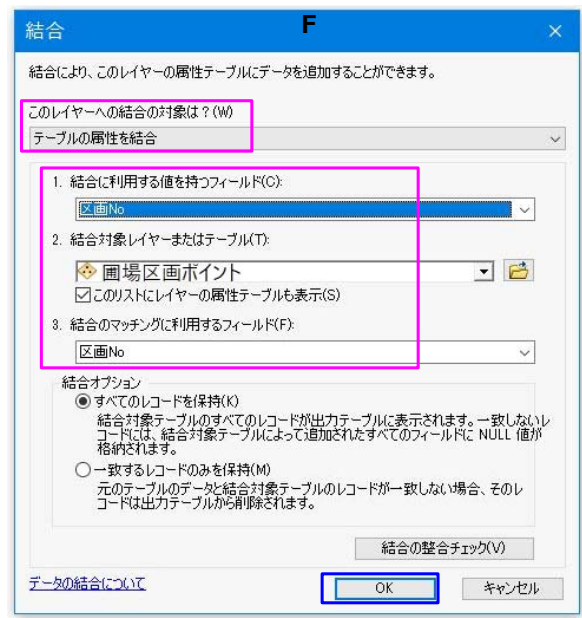 F
結合
結合により、このレイヤーの属性テーブルにデータを追加することができます。
このレイヤーへの結合の対象は？(W)
テーブルの属性を結合
1. 結合に利用する値を持つフィールド(C):
区画No
2. 結合対象レイヤーまたはテーブル(T):
圃場区画ポイント
このリストにレイヤーの属性テーブルも表示(S)
3. 結合のマッチングに利用するフィールド(F):
区画No
結合オプション
すべてのレコードを保持(K)
結合対象テーブルのすべてのレコードが出力テーブルに表示されます。一致しないレ
コードには、結合対象テーブルによって追加されたすべてのフィールドに NULL 値が
格納されます。
一致するレコードのみを保持(M)
元のテーブルのデータと結合対象テーブルのレコードが一致しない場合、そのレ
コードは出力テーブルから削除されます。
結合の整合チェック(V)
データの結合について
OK
キャンセル